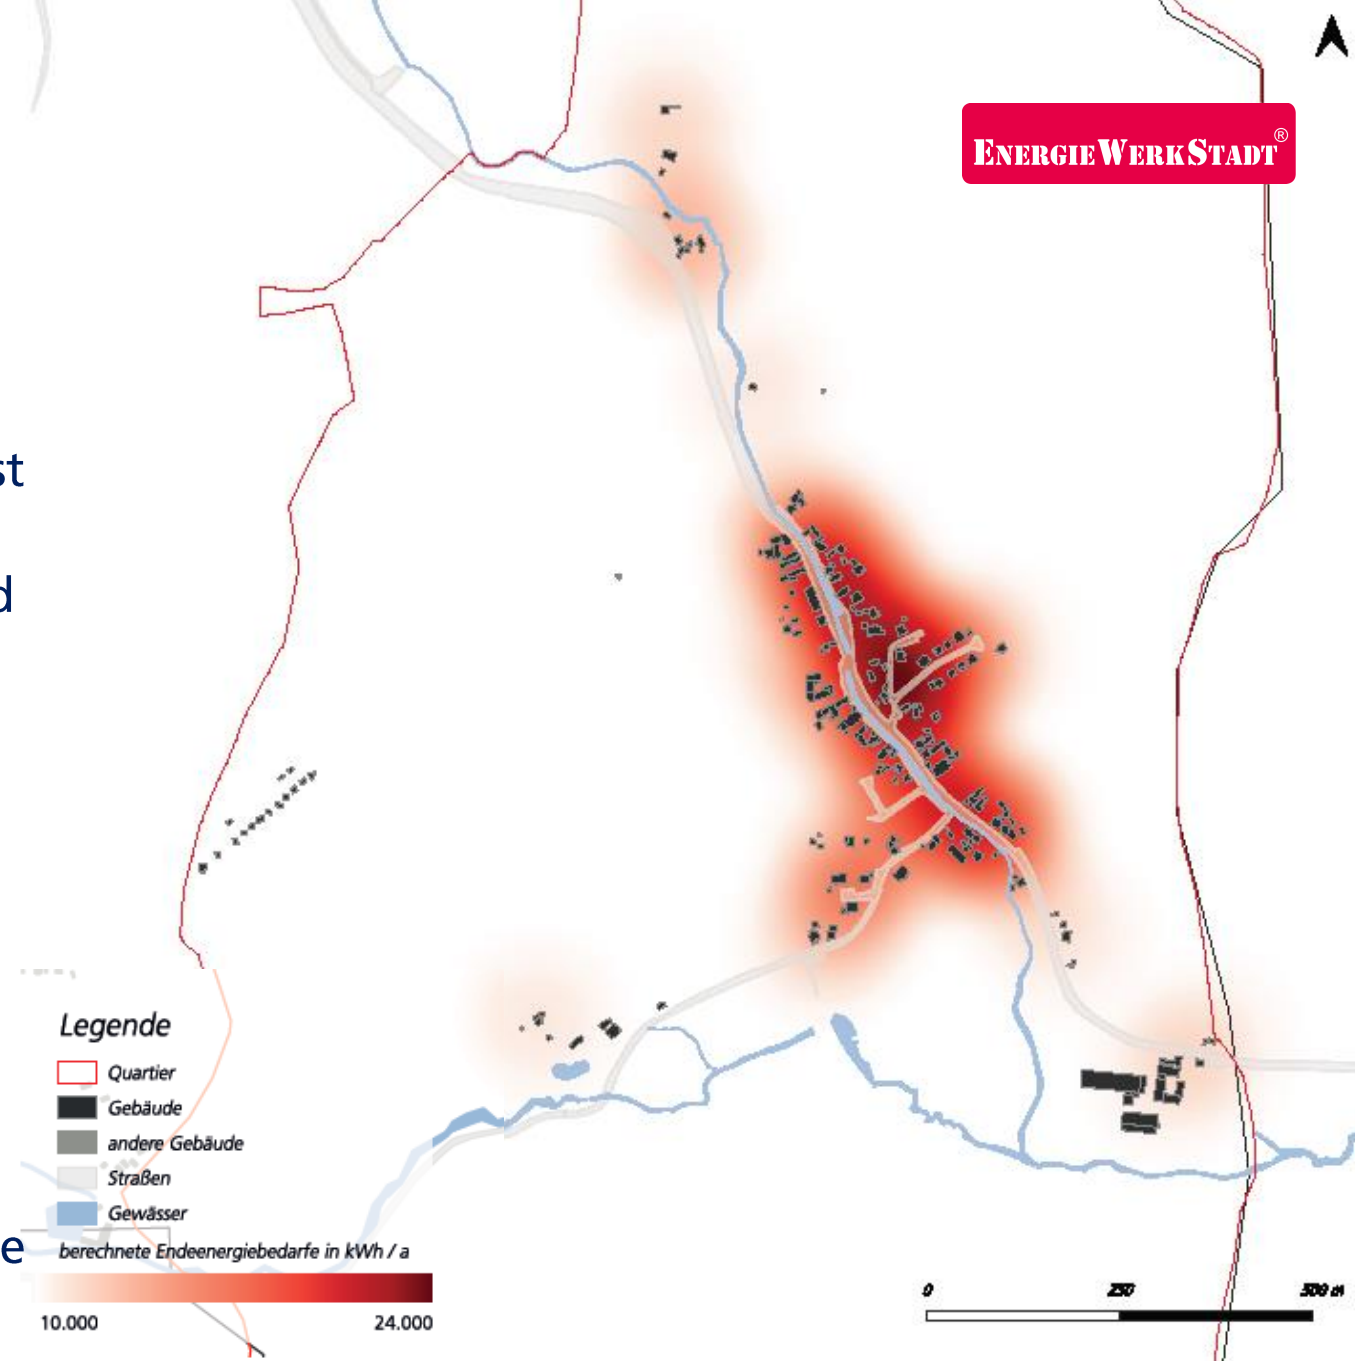 ENERGIEWERKSTADT®
st
d
e
Legende
Quartier
Gebäude
andere Gebäude
Straßen
Gewässer
berechnete Endeenergiebedarfe in kWh / a
10.000 24.000
0 250 500 m